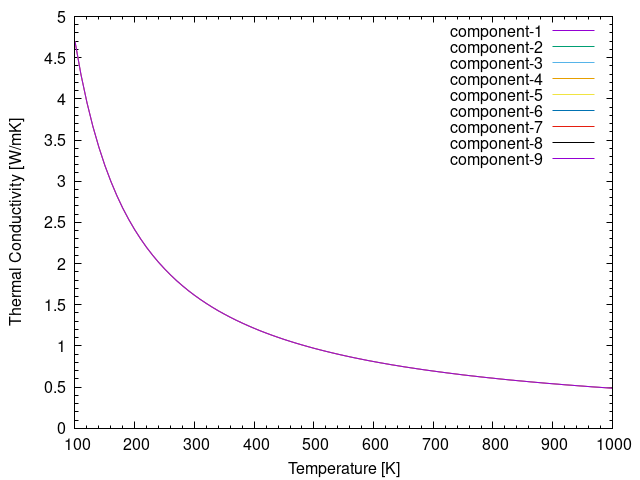 5
4.5
4
3.5
3
2.5
2
1.5
1
0.5
0
100 200 300 400 500 600 700 800 900 1000
Thermal Conductivity [W/mK]
Temperature [K]
component-1
component-2
component-3
component-4
component-5
component-6
component-7
component-8
component-9